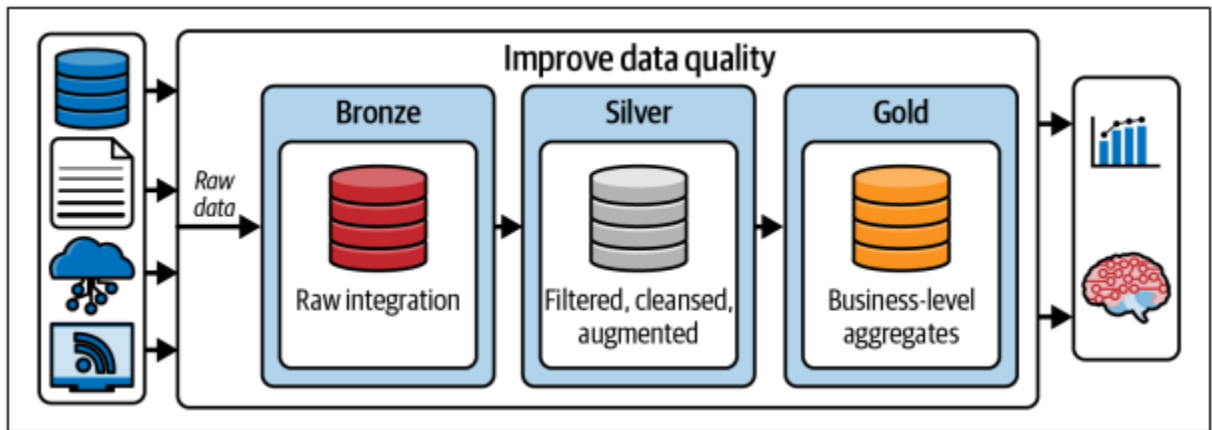 Improve data quality
Bronze
Silver
Gold
Raw
data
Raw integration
Filtered, cleansed,
augmented
Business-level
aggregates